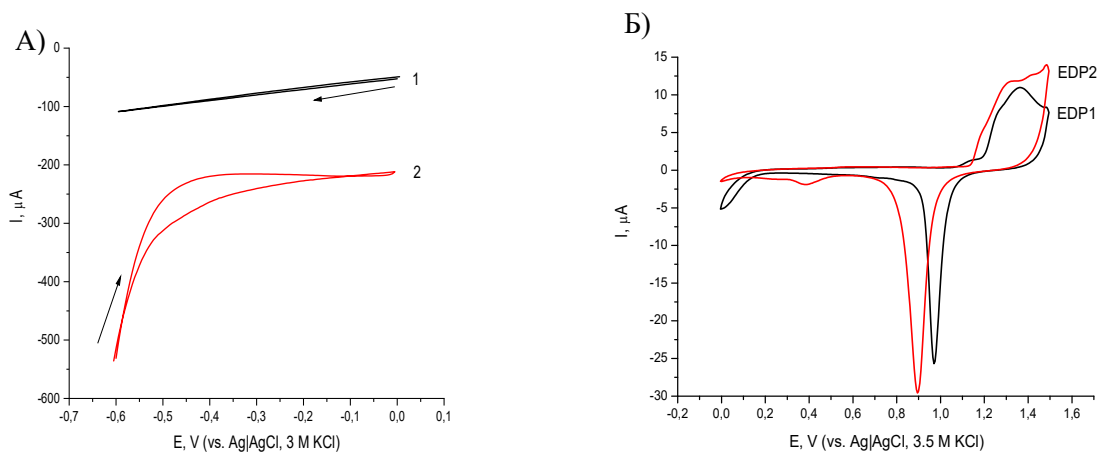 А)
0
-100
-200
-300
-400
-500
-600
-0,7 -0,6 -0,5 -0,4 -0,3 -0,2 -0,1 0,0 0,1
I, μA
E, V (vs. Ag|AgCl, 3 M KCl)
1
2
Б)
15
10
5
0
-5
-10
-15
-20
-25
-30
-0,2 0,0 0,2 0,4 0,6 0,8 1,0 1,2 1,4 1,6
I, μA
E, V (vs. Ag|AgCl, 3.5 M KCl)
EDP2
EDP1